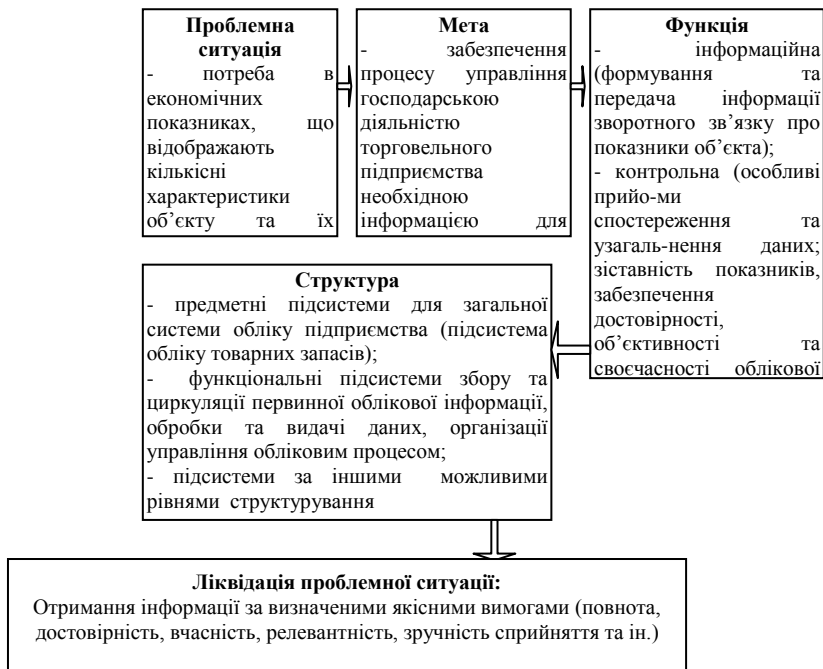 Проблемна
ситуація
- потреба в
економічних
показниках, що
відображають
кількісні
характеристики
об’єкту та їх
Мета
- забезпечення
процесу управління
господарською
діяльністю
торговельного
підприємства
необхідною
інформацією для
Функція
- інформаційна
(формування та
передача інформації
зворотного зв’язку про
показники об’єкта);
- контрольна (особливі
прийо-ми
спостереження та
узагаль-нення даних;
зіставність показників,
забезпечення
достовірності,
об’єктивності та
своєчасності облікової
Структура
- предметні підсистеми для загальної
системи обліку підприємства (підсистема
обліку товарних запасів);
- функціональні підсистеми збору та
циркуляції первинної облікової інформації,
обробки та видачі даних, організації
управління обліковим процесом;
- підсистеми за іншими можливими
рівнями структурування
Ліквідація проблемної ситуації:
Отримання інформації за визначеними якісними вимогами (повнота,
достовірність, вчасність, релевантність, зручність сприйняття та ін.)